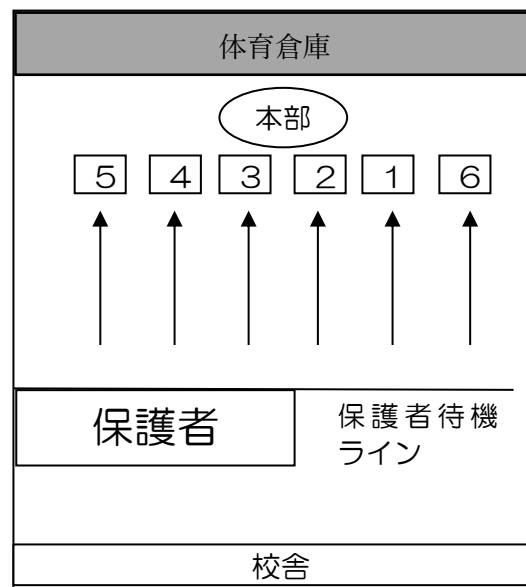 体育倉庫
本部
５ ４ ３ ２ １ ６
保護者
保護者待機
ライン
校舎